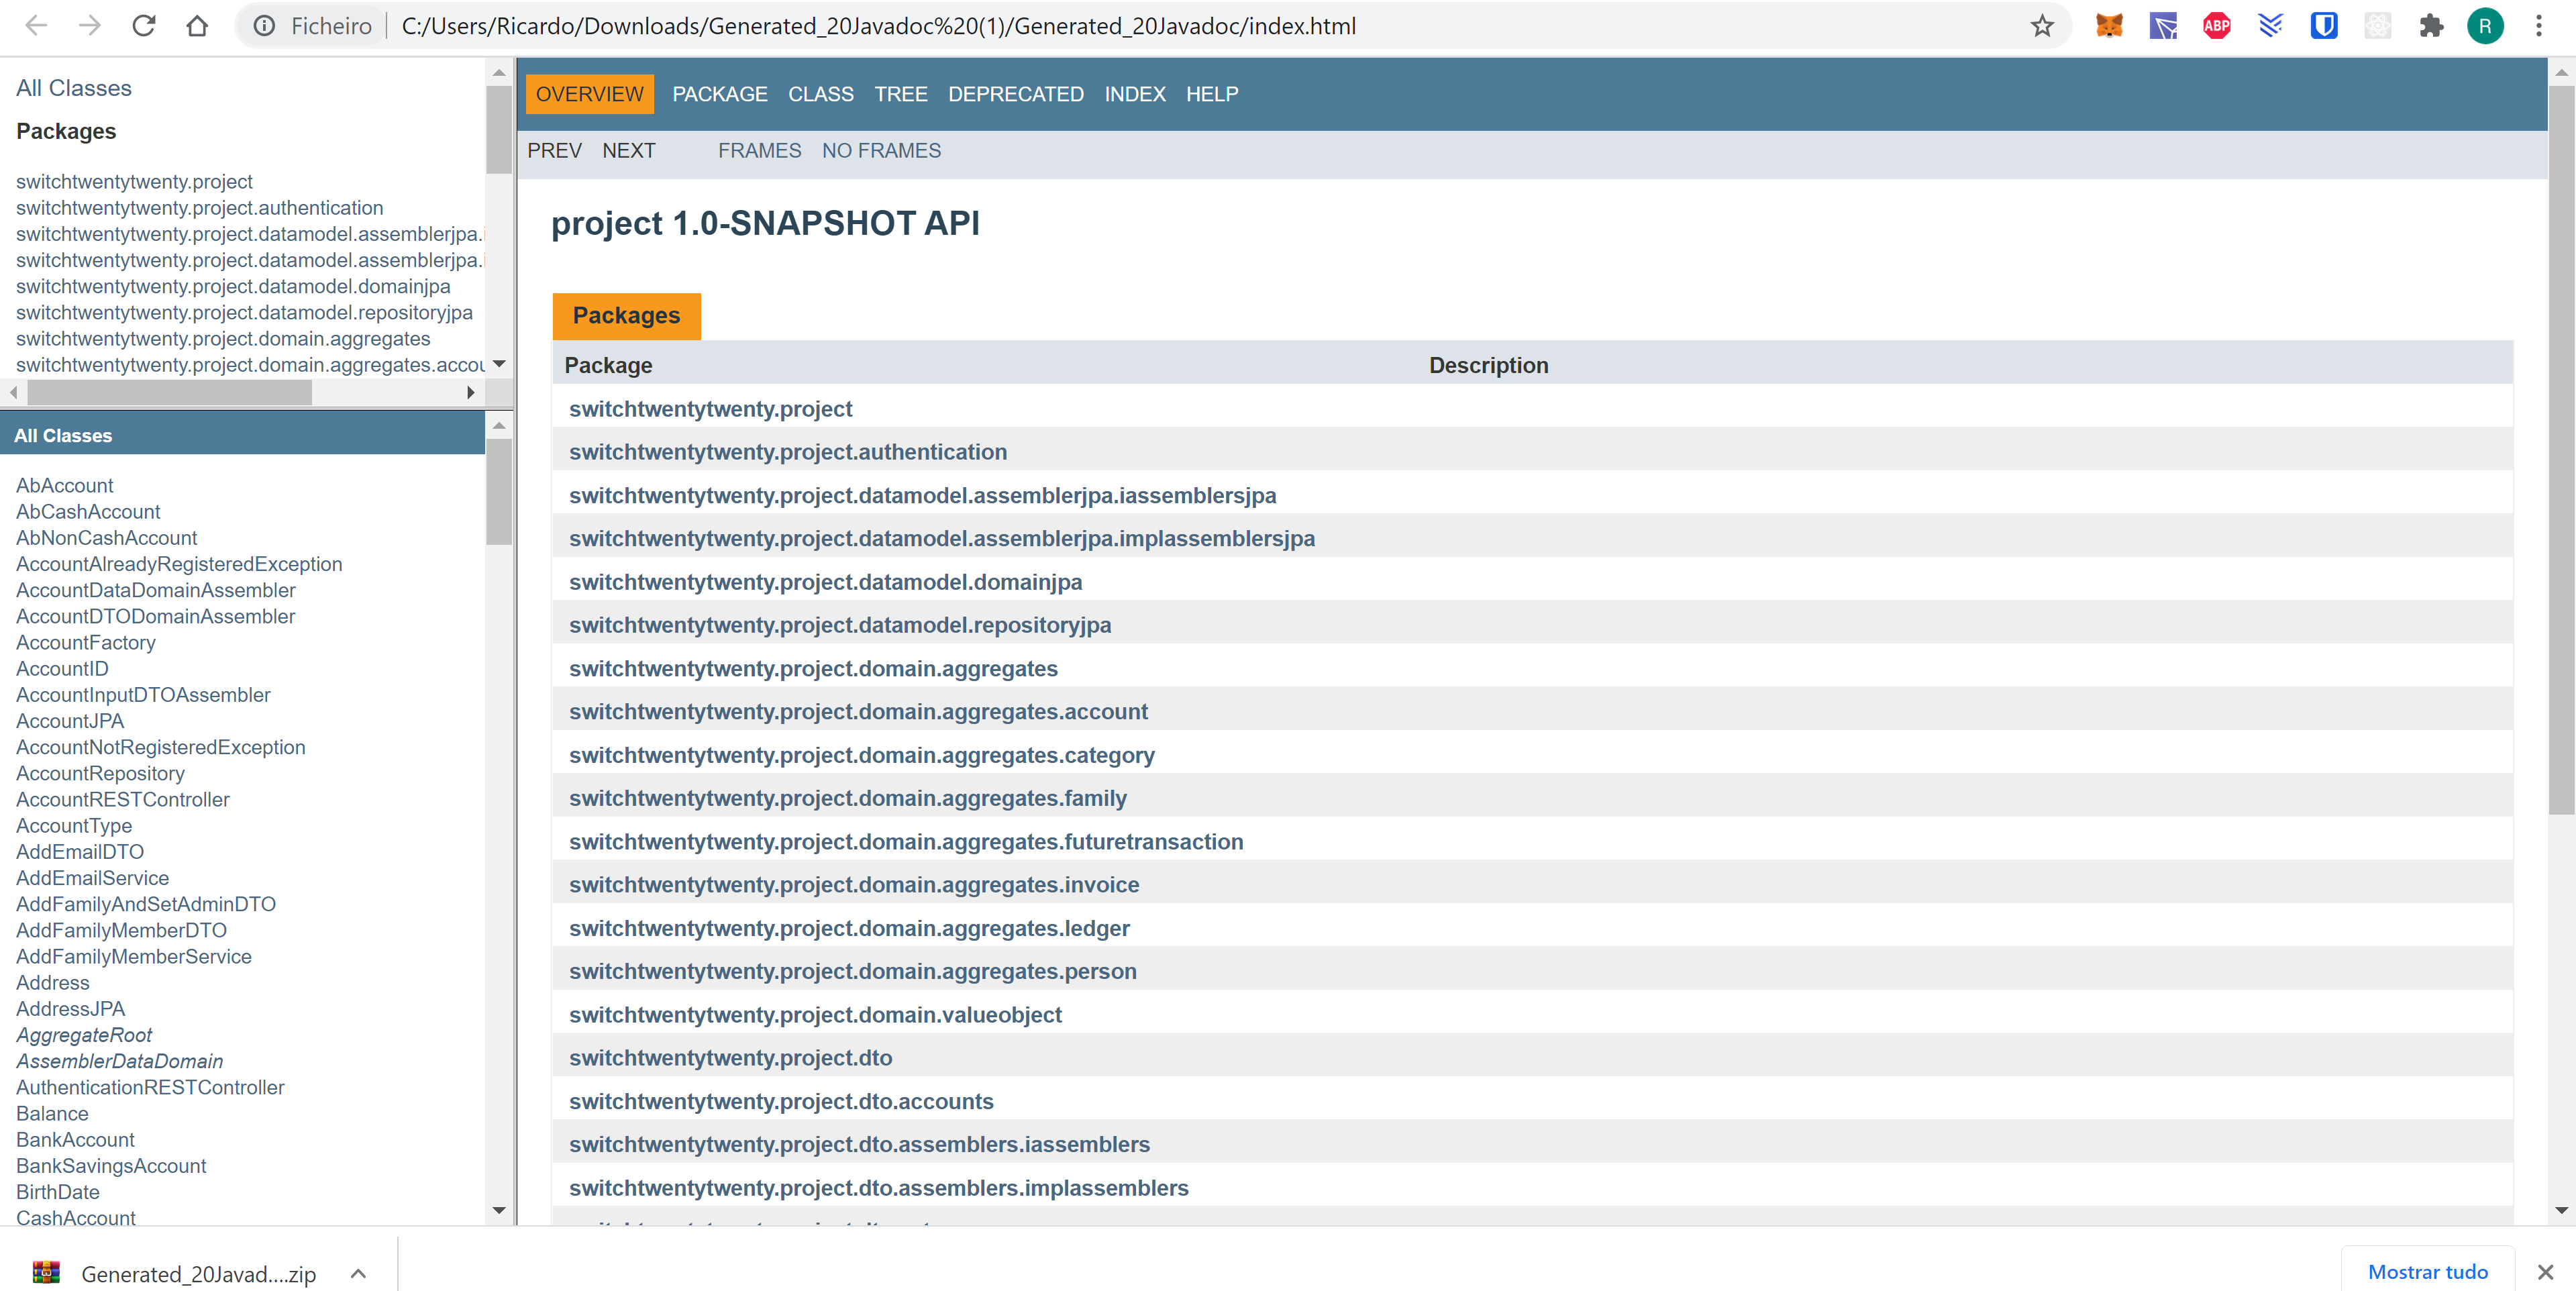 Ficheiro C:/Users/Ricardo/Downloads/Generated_20Javadoc%20(1)/Generated_20Javadoc/index.html
ABP
R
All Classes
Packages
switchtwentytwenty.project
switchtwentytwenty.project.authentication
switchtwentytwenty.project.datamodel.assemblerjpa.i
switchtwentytwenty.project.datamodel.assemblerjpa.i
switchtwentytwenty.project.datamodel.domainjpa
switchtwentytwenty.project.datamodel.repositoryjpa
switchtwentytwenty.project.domain.aggregates
switchtwentytwenty.project.domain.aggregates.accou
All Classes
AbAccount
AbCashAccount
AbNonCashAccount
AccountAlreadyRegisteredException
AccountDataDomainAssembler
AccountDTODomainAssembler
AccountFactory
AccountID
AccountInputDTOAssembler
AccountJPA
AccountNotRegisteredException
AccountRepository
AccountRESTController
AccountType
AddEmailDTO
AddEmailService
AddFamilyAndSetAdminDTO
AddFamilyMemberDTO
AddFamilyMemberService
Address
AddressJPA
AggregateRoot
AssemblerDataDomain
AuthenticationRESTController
Balance
BankAccount
BankSavingsAccount
BirthDate
CashAccount
OVERVIEW PACKAGE CLASS TREE DEPRECATED INDEX HELP
PREV NEXT FRAMES NO FRAMES
project 1.0-SNAPSHOT API
Packages
Package Description
switchtwentytwenty.project
switchtwentytwenty.project.authentication
switchtwentytwenty.project.datamodel.assemblerjpa.iassemblersjpa
switchtwentytwenty.project.datamodel.assemblerjpa.implassemblersjpa
switchtwentytwenty.project.datamodel.domainjpa
switchtwentytwenty.project.datamodel.repositoryjpa
switchtwentytwenty.project.domain.aggregates
switchtwentytwenty.project.domain.aggregates.account
switchtwentytwenty.project.domain.aggregates.category
switchtwentytwenty.project.domain.aggregates.family
switchtwentytwenty.project.domain.aggregates.futuretransaction
switchtwentytwenty.project.domain.aggregates.invoice
switchtwentytwenty.project.domain.aggregates.ledger
switchtwentytwenty.project.domain.aggregates.person
switchtwentytwenty.project.domain.valueobject
switchtwentytwenty.project.dto
switchtwentytwenty.project.dto.accounts
switchtwentytwenty.project.dto.assemblers.iassemblers
switchtwentytwenty.project.dto.assemblers.implassemblers
Generated_20Javad....zip
Mostrar tudo